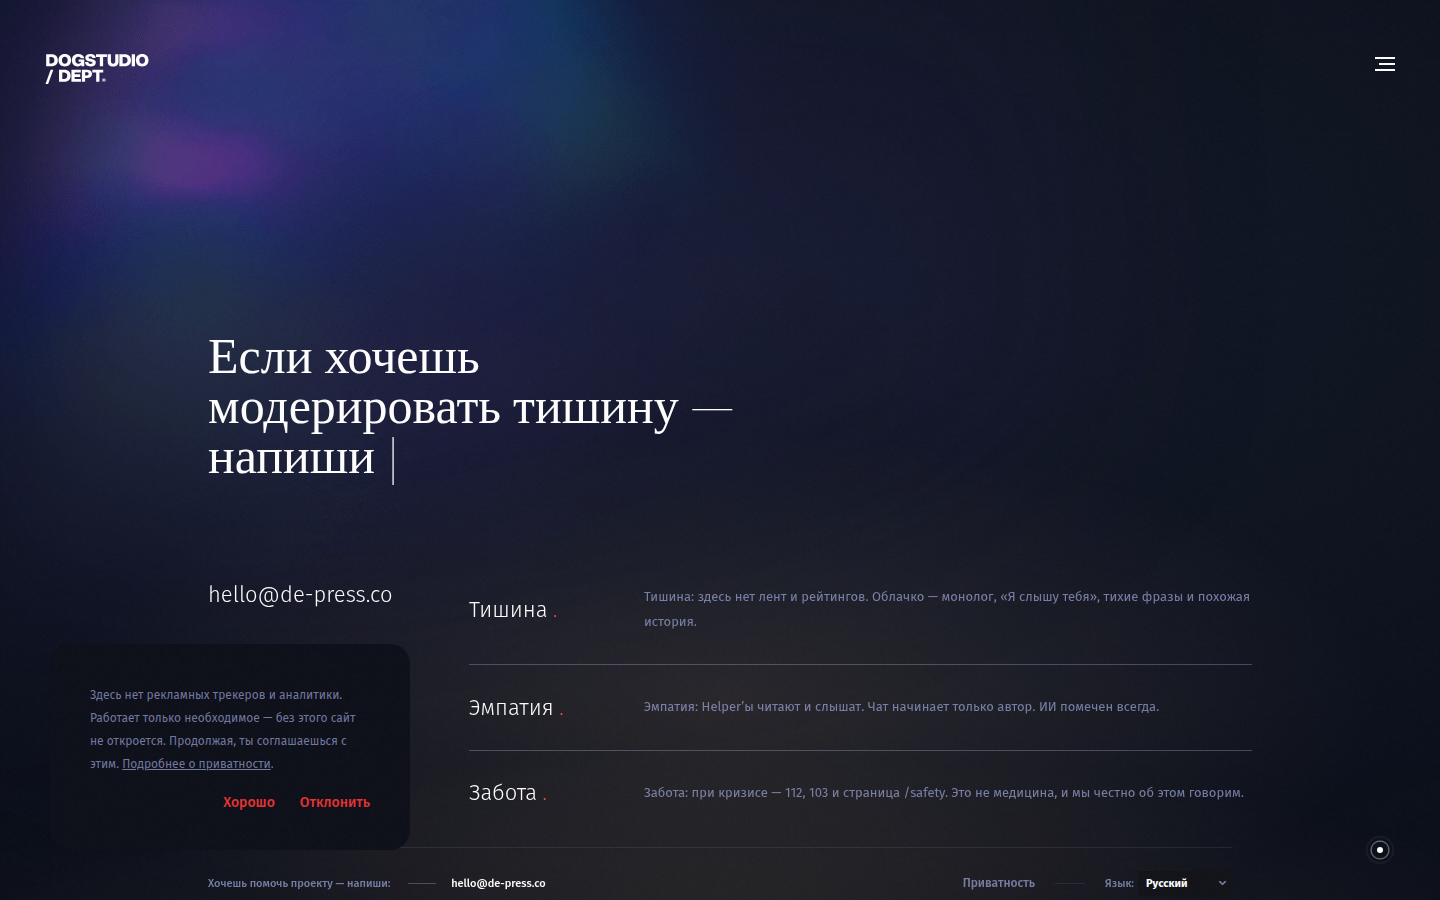 DOGSTUDIO
/ DEPT.
Если хочешь
модерировать тишину —
напиши |
hello@de-press.co
Тишина .
Тишина: здесь нет лент и рейтингов. Облачко — монолог, «Я слышу тебя», тихие фразы и похожая
история.
Эмпатия .
Эмпатия: Helper'ы читают и слышат. Чат начинает только автор. ИИ помечен всегда.
Забота .
Забота: при кризисе — 112, 103 и страница /safety. Это не медицина, и мы честно об этом говорим.
Здесь нет рекламных трекеров и аналитики.
Работает только необходимое — без этого сайт
не откроется. Продолжая, ты соглашаешься с
этим. Подробнее о приватности.
Хорошо Отклонить
Хочешь помочь проекту — напиши: hello@de-press.co Приватность Язык: Русский